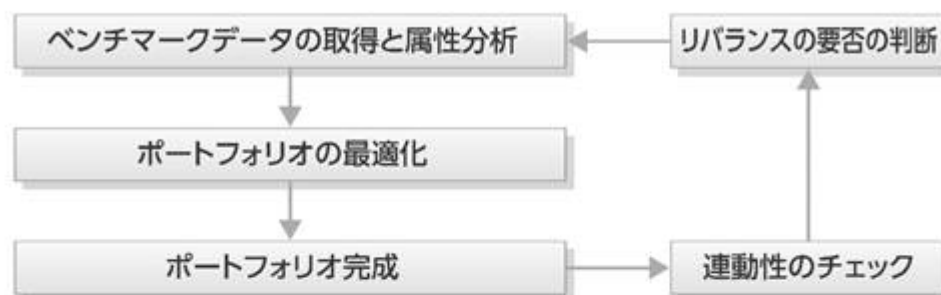 ベンチマークデータの取得と属性分析
リバランスの要否の判断
ポートフォリオの最適化
ポートフォリオ完成
連動性のチェック